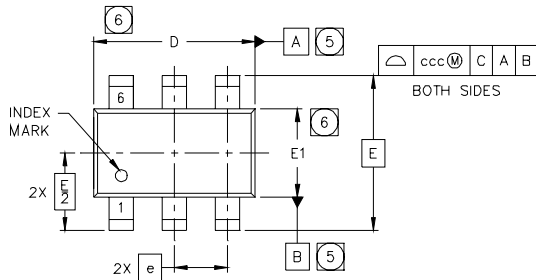 6
D
A 5
ccc Ⓜ C A B
BOTH SIDES
6
INDEX
MARK
6
E1
E
2X E/2
1
B 5
2X e